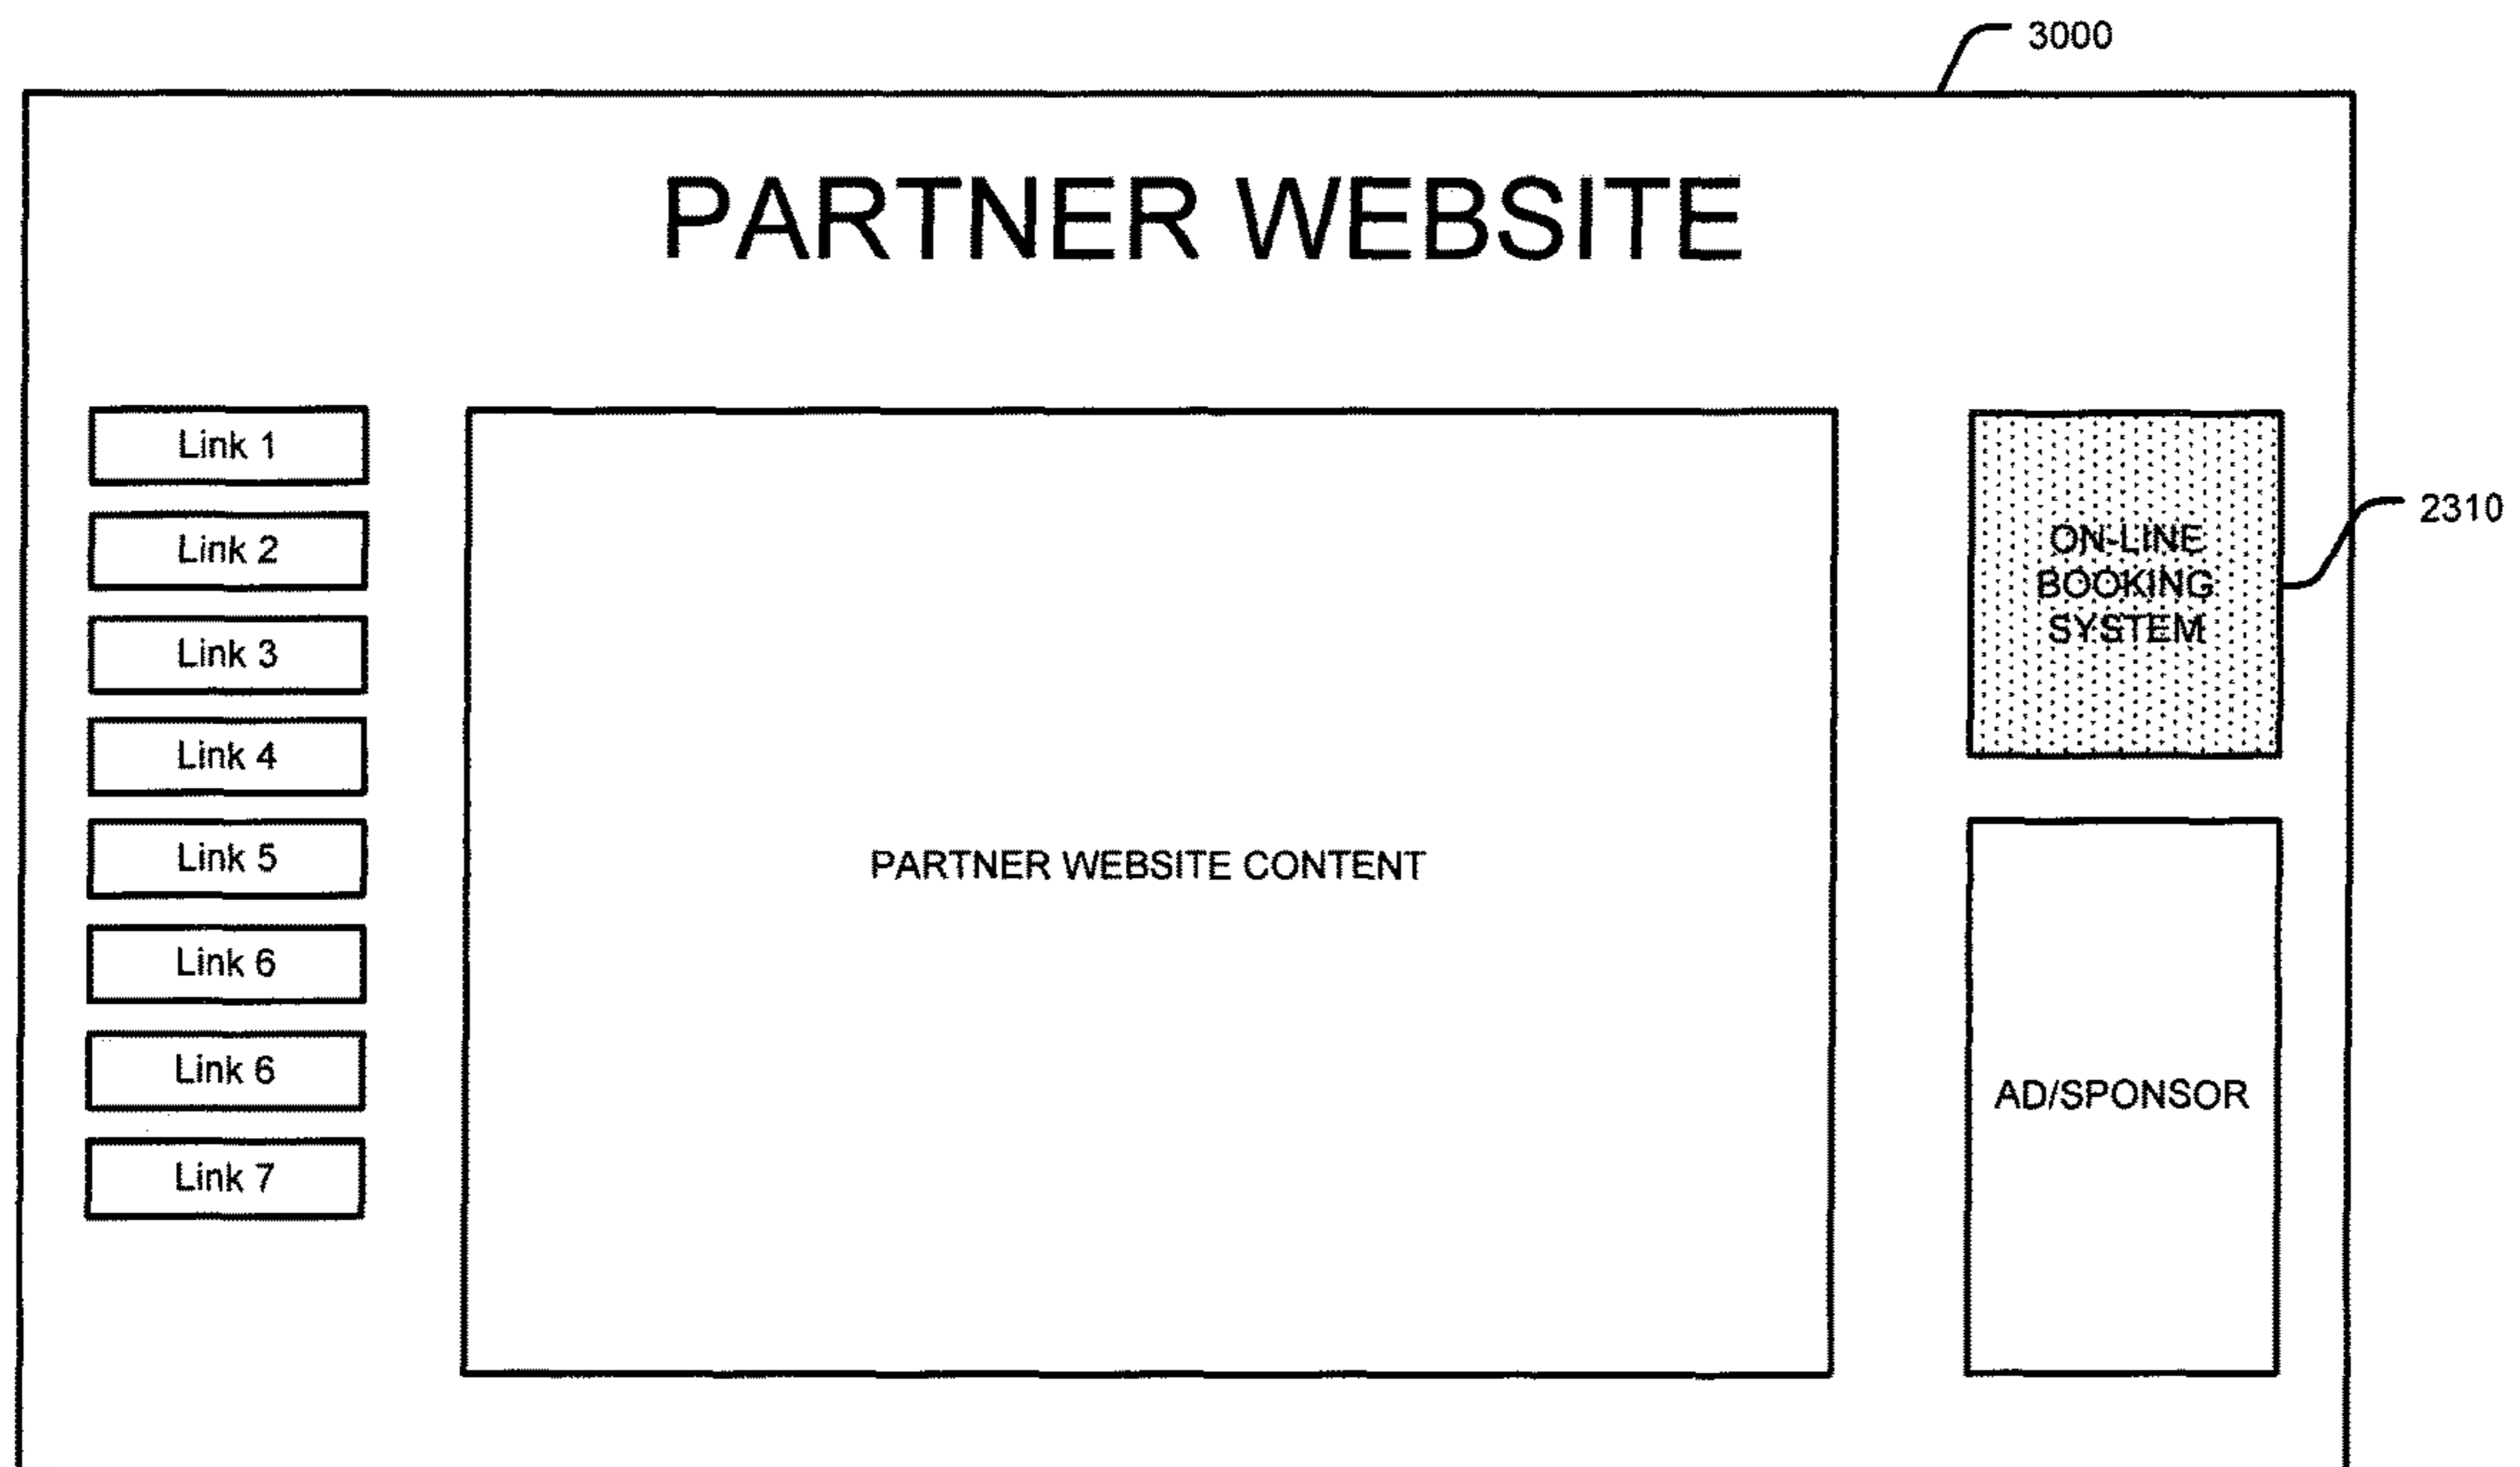 3000
PARTNER WEBSITE
Link 1
Link 2
Link 3
Link 4
Link 5
Link 6
Link 6
Link 7
PARTNER WEBSITE CONTENT
ON-LINE
BOOKING
SYSTEM
2310
AD/SPONSOR